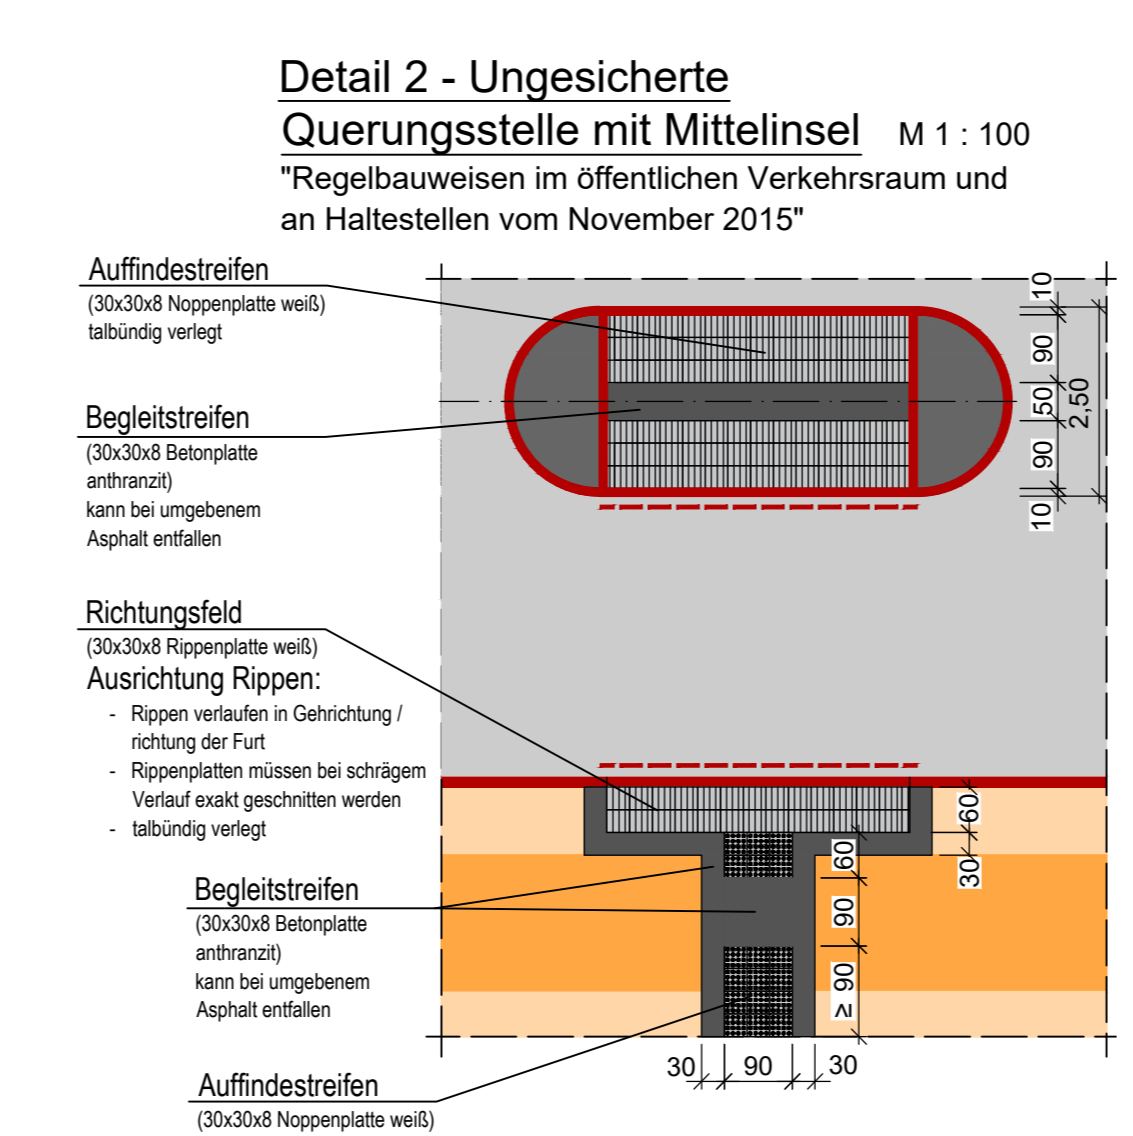 Detail 2 - Ungesicherte
Querungsstelle mit Mittelinsel M 1 : 100
"Regelbauweisen im öffentlichen Verkehrsraum und
an Haltestellen vom November 2015"
Auffindestreifen
(30x30x8 Noppenplatte weiß)
talbündig verlegt
Begleitstreifen
(30x30x8 Betonplatte
anthranzit)
kann bei umgebenem
Asphalt entfallen
Richtungsfeld
(30x30x8 Rippenplatte weiß)
Ausrichtung Rippen:
- Rippen verlaufen in Gehrichtung /
richtung der Furt
- Rippenplatten müssen bei schrägem
Verlauf exakt geschnitten werden
- talbündig verlegt
Begleitstreifen
(30x30x8 Betonplatte
anthranzit)
kann bei umgebenem
Asphalt entfallen
Auffindestreifen
(30x30x8 Noppenplatte weiß)
10
90
50
90
10
2,50
60
30
60
90
≥ 90
30 90 30